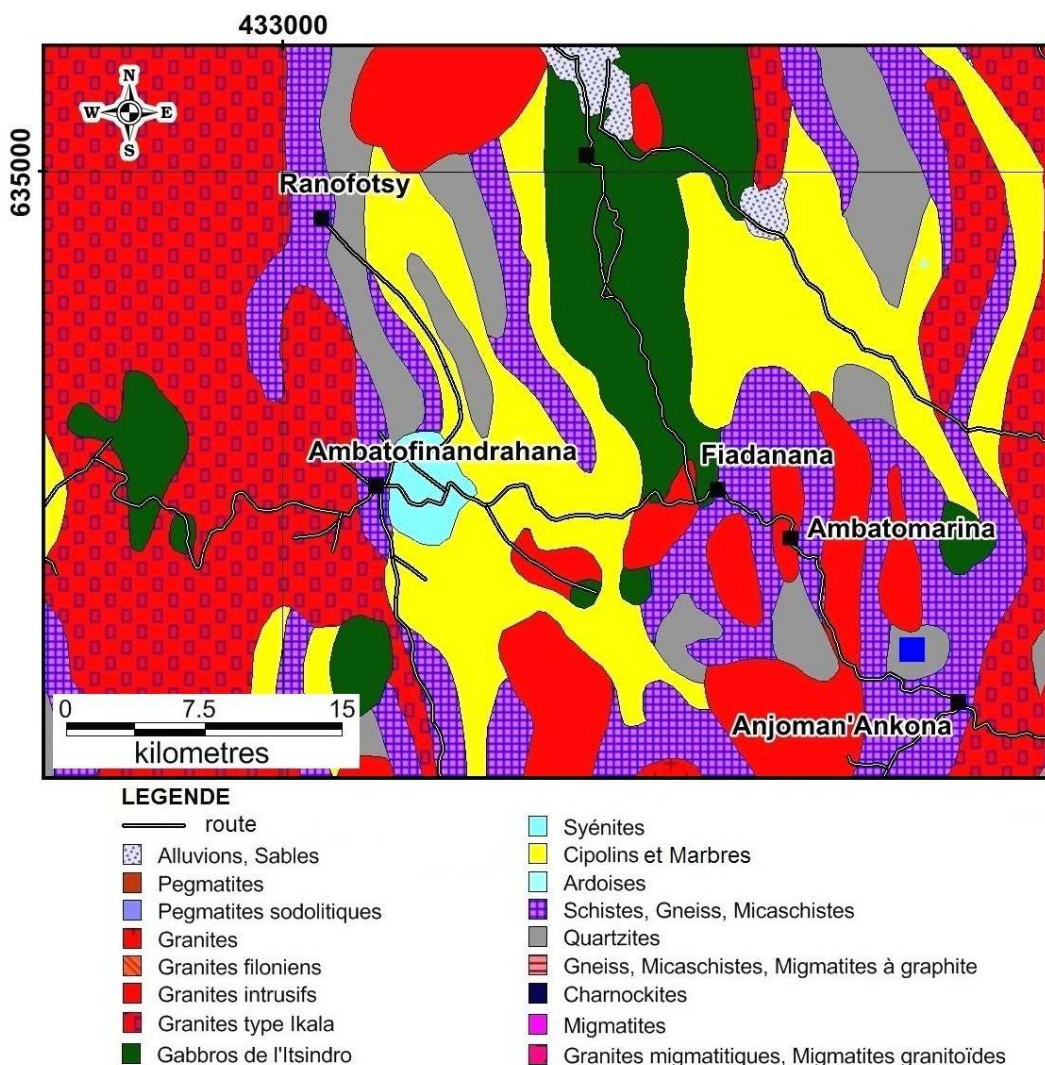 433000
635000
N
W E
S
Ranofotsy
Ambatofinandrahana
Fiadanana
Ambatomarina
Anjoman'Ankona
0 7.5 15
kilometres
LEGENDE
route
Alluvions, Sables
Pegmatites
Pegmatites sodolitiques
Granites
Granites filoniens
Granites intrusifs
Granites type Ikala
Gabbros de l'Itsindro
Syénites
Cipolins et Marbres
Ardoises
Schistes, Gneiss, Micaschistes
Quartzites
Gneiss, Micaschistes, Migmatites à graphite
Charnockites
Migmatites
Granites migmatitiques, Migmatites granitoïdes